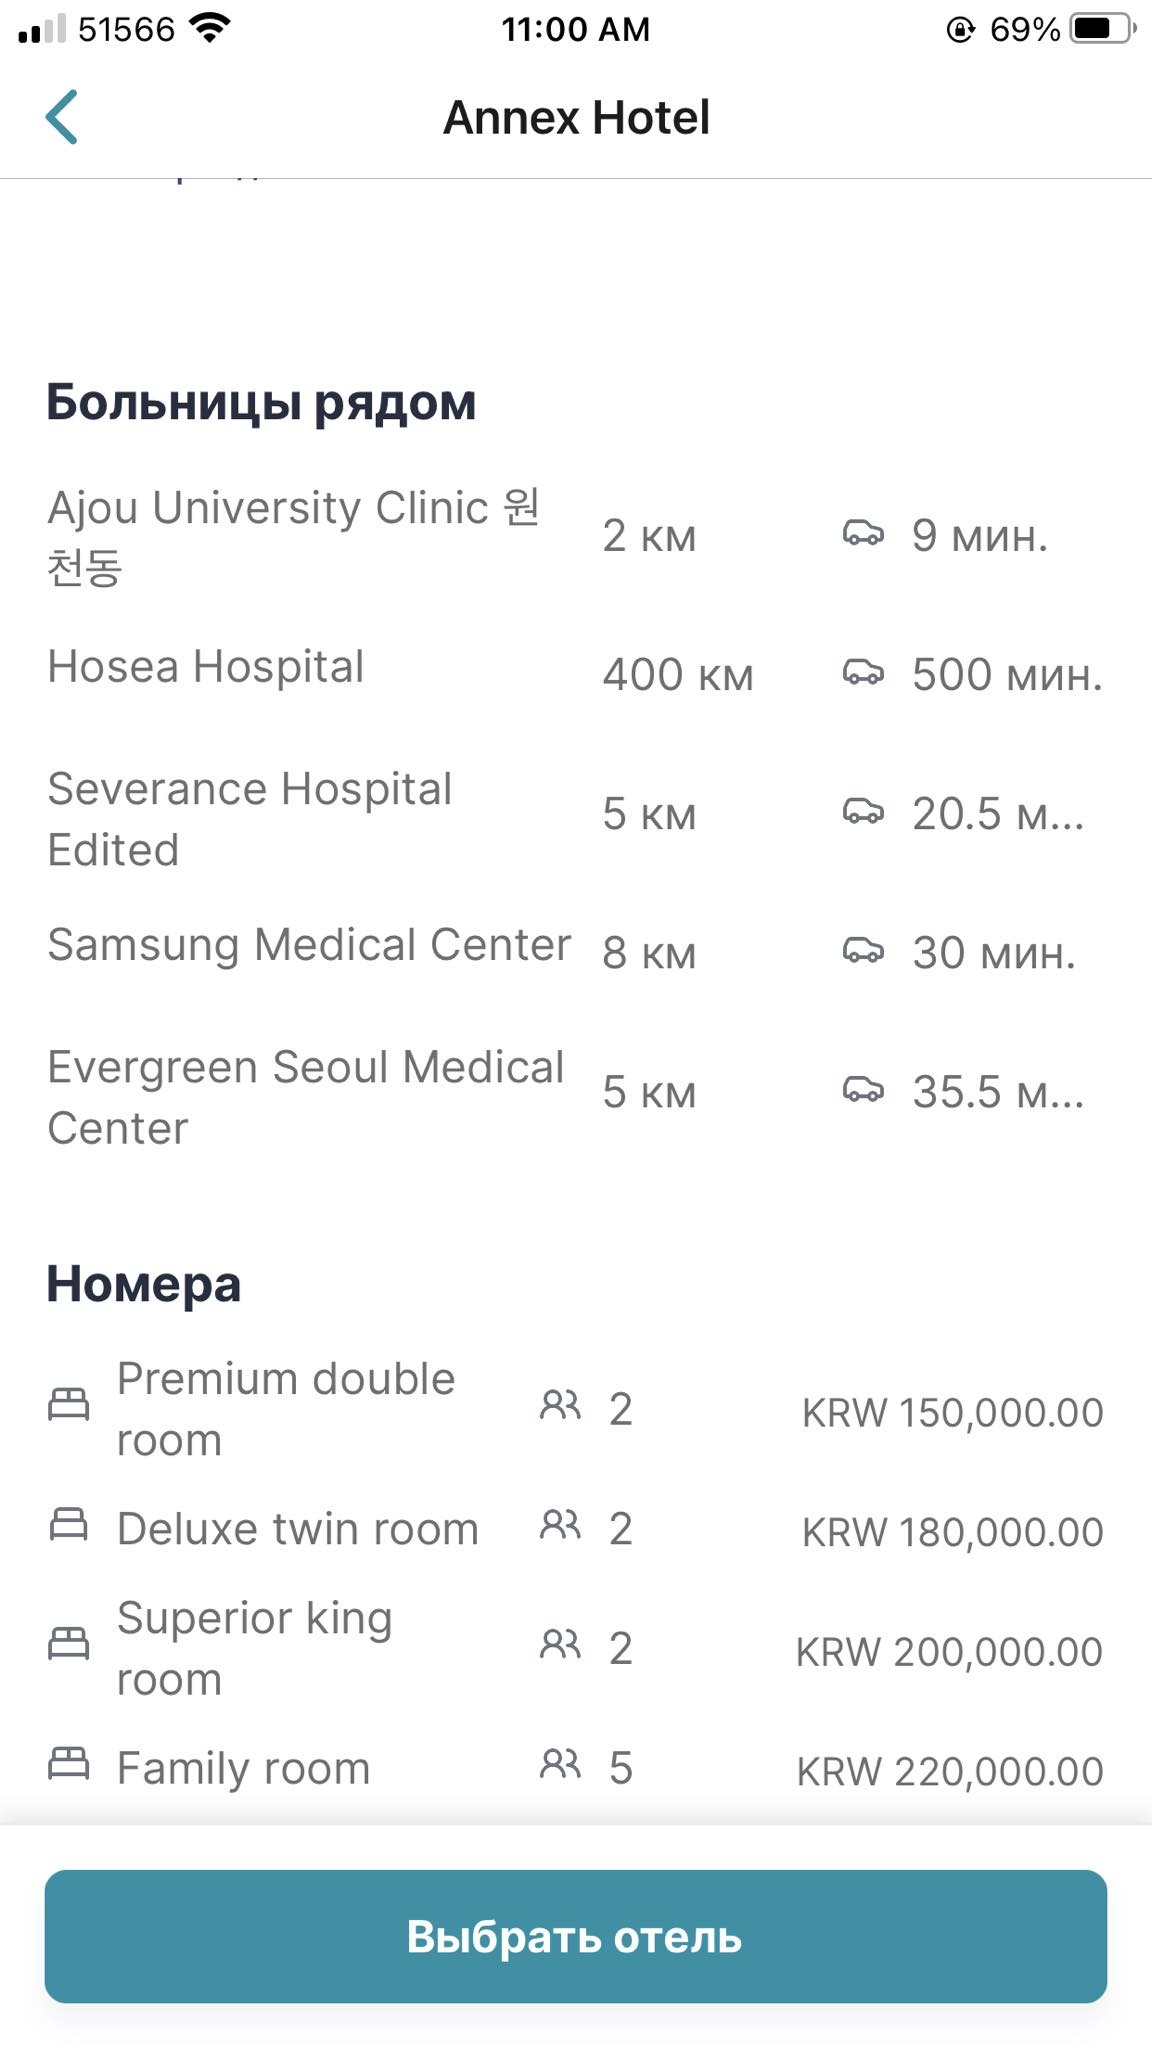 51566 11:00 AM 69%
Annex Hotel
Больницы рядом
Ajou University Clinic 원
천동
2 км 9 мин.
Hosea Hospital 400 км 500 мин.
Severance Hospital
Edited
5 км 20.5 м...
Samsung Medical Center 8 км 30 мин.
Evergreen Seoul Medical
Center
5 км 35.5 м...
Номера
Premium double
room
2 KRW 150,000.00
Deluxe twin room 2 KRW 180,000.00
Superior king
room
2 KRW 200,000.00
Family room 5 KRW 220,000.00
Выбрать отель